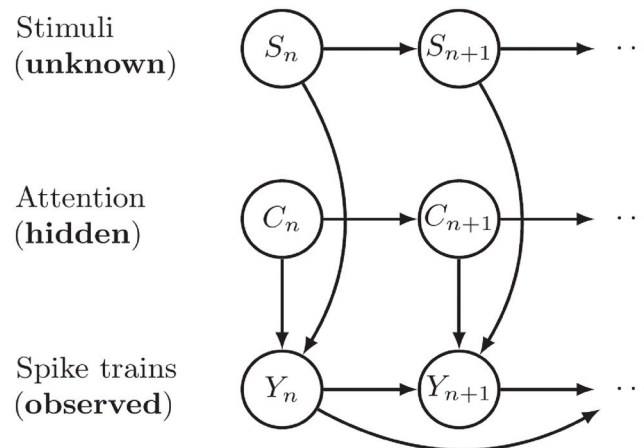 Stimuli
(unknown)
S_n
S_{n+1}
··
Attention
(hidden)
C_n
C_{n+1}
··
Spike trains
(observed)
Y_n
Y_{n+1}
··